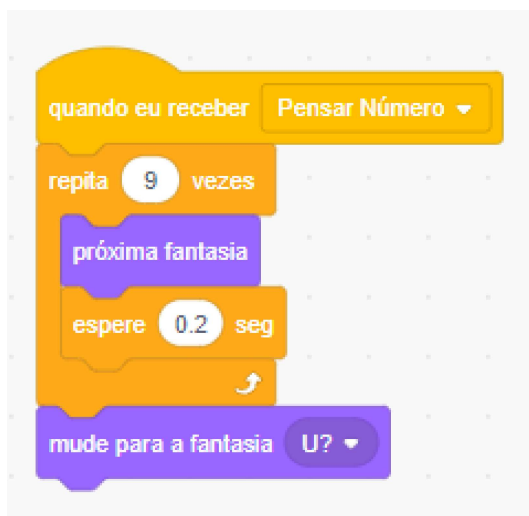 quando eu receber Pensar Número
repita 9 vezes
próxima fantasia
espere 0.2 seg
mude para a fantasia U?